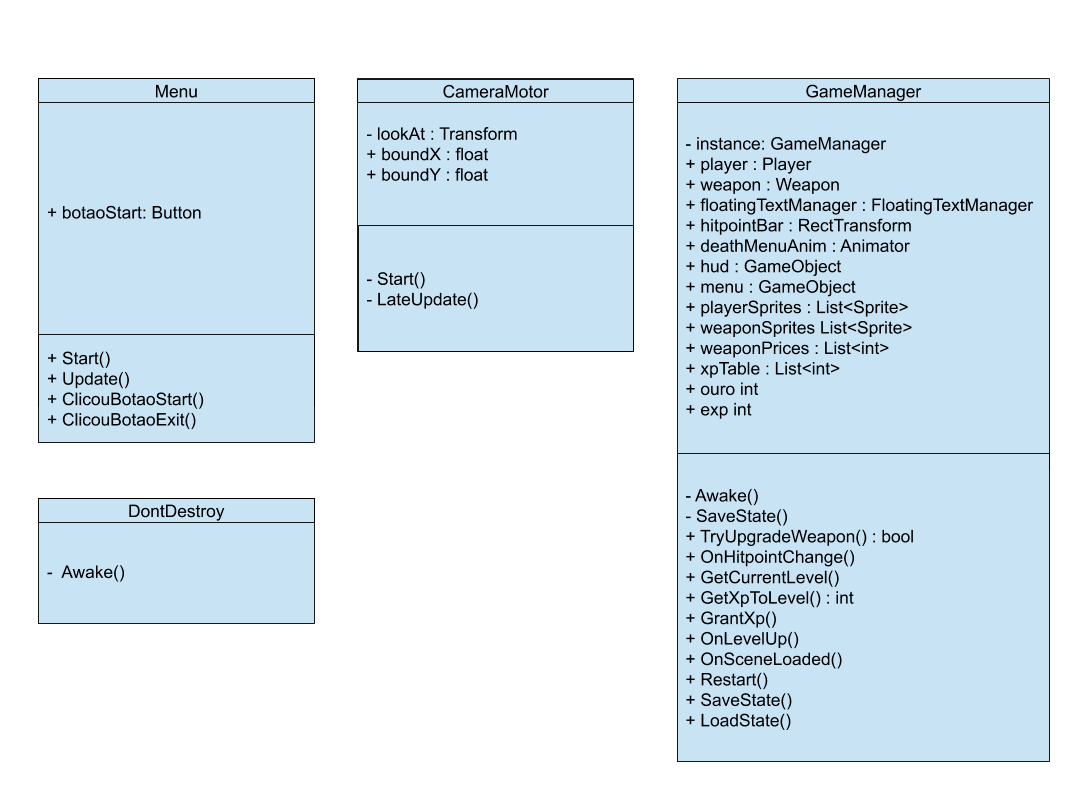 Menu
+ botaoStart: Button
+ Start()
+ Update()
+ ClicouBotaoStart()
+ ClicouBotaoExit()
DontDestroy
-  Awake()
CameraMotor
- lookAt : Transform
+ boundX : float
+ boundY : float
- Start()
- LateUpdate()
GameManager
- instance: GameManager
+ player : Player
+ weapon : Weapon
+ floatingTextManager : FloatingTextManager
+ hitpointBar : RectTransform
+ deathMenuAnim : Animator
+ hud : GameObject
+ menu : GameObject
+ playerSprites : List<Sprite>
+ weaponSprites List<Sprite>
+ weaponPrices : List<int>
+ xpTable : List<int>
+ ouro int
+ exp int
- Awake()
- SaveState()
+ TryUpgradeWeapon() : bool
+ OnHitpointChange()
+ GetCurrentLevel()
+ GetXpToLevel() : int
+ GrantXp()
+ OnLevelUp()
+ OnSceneLoaded()
+ Restart()
+ SaveState()
+ LoadState()